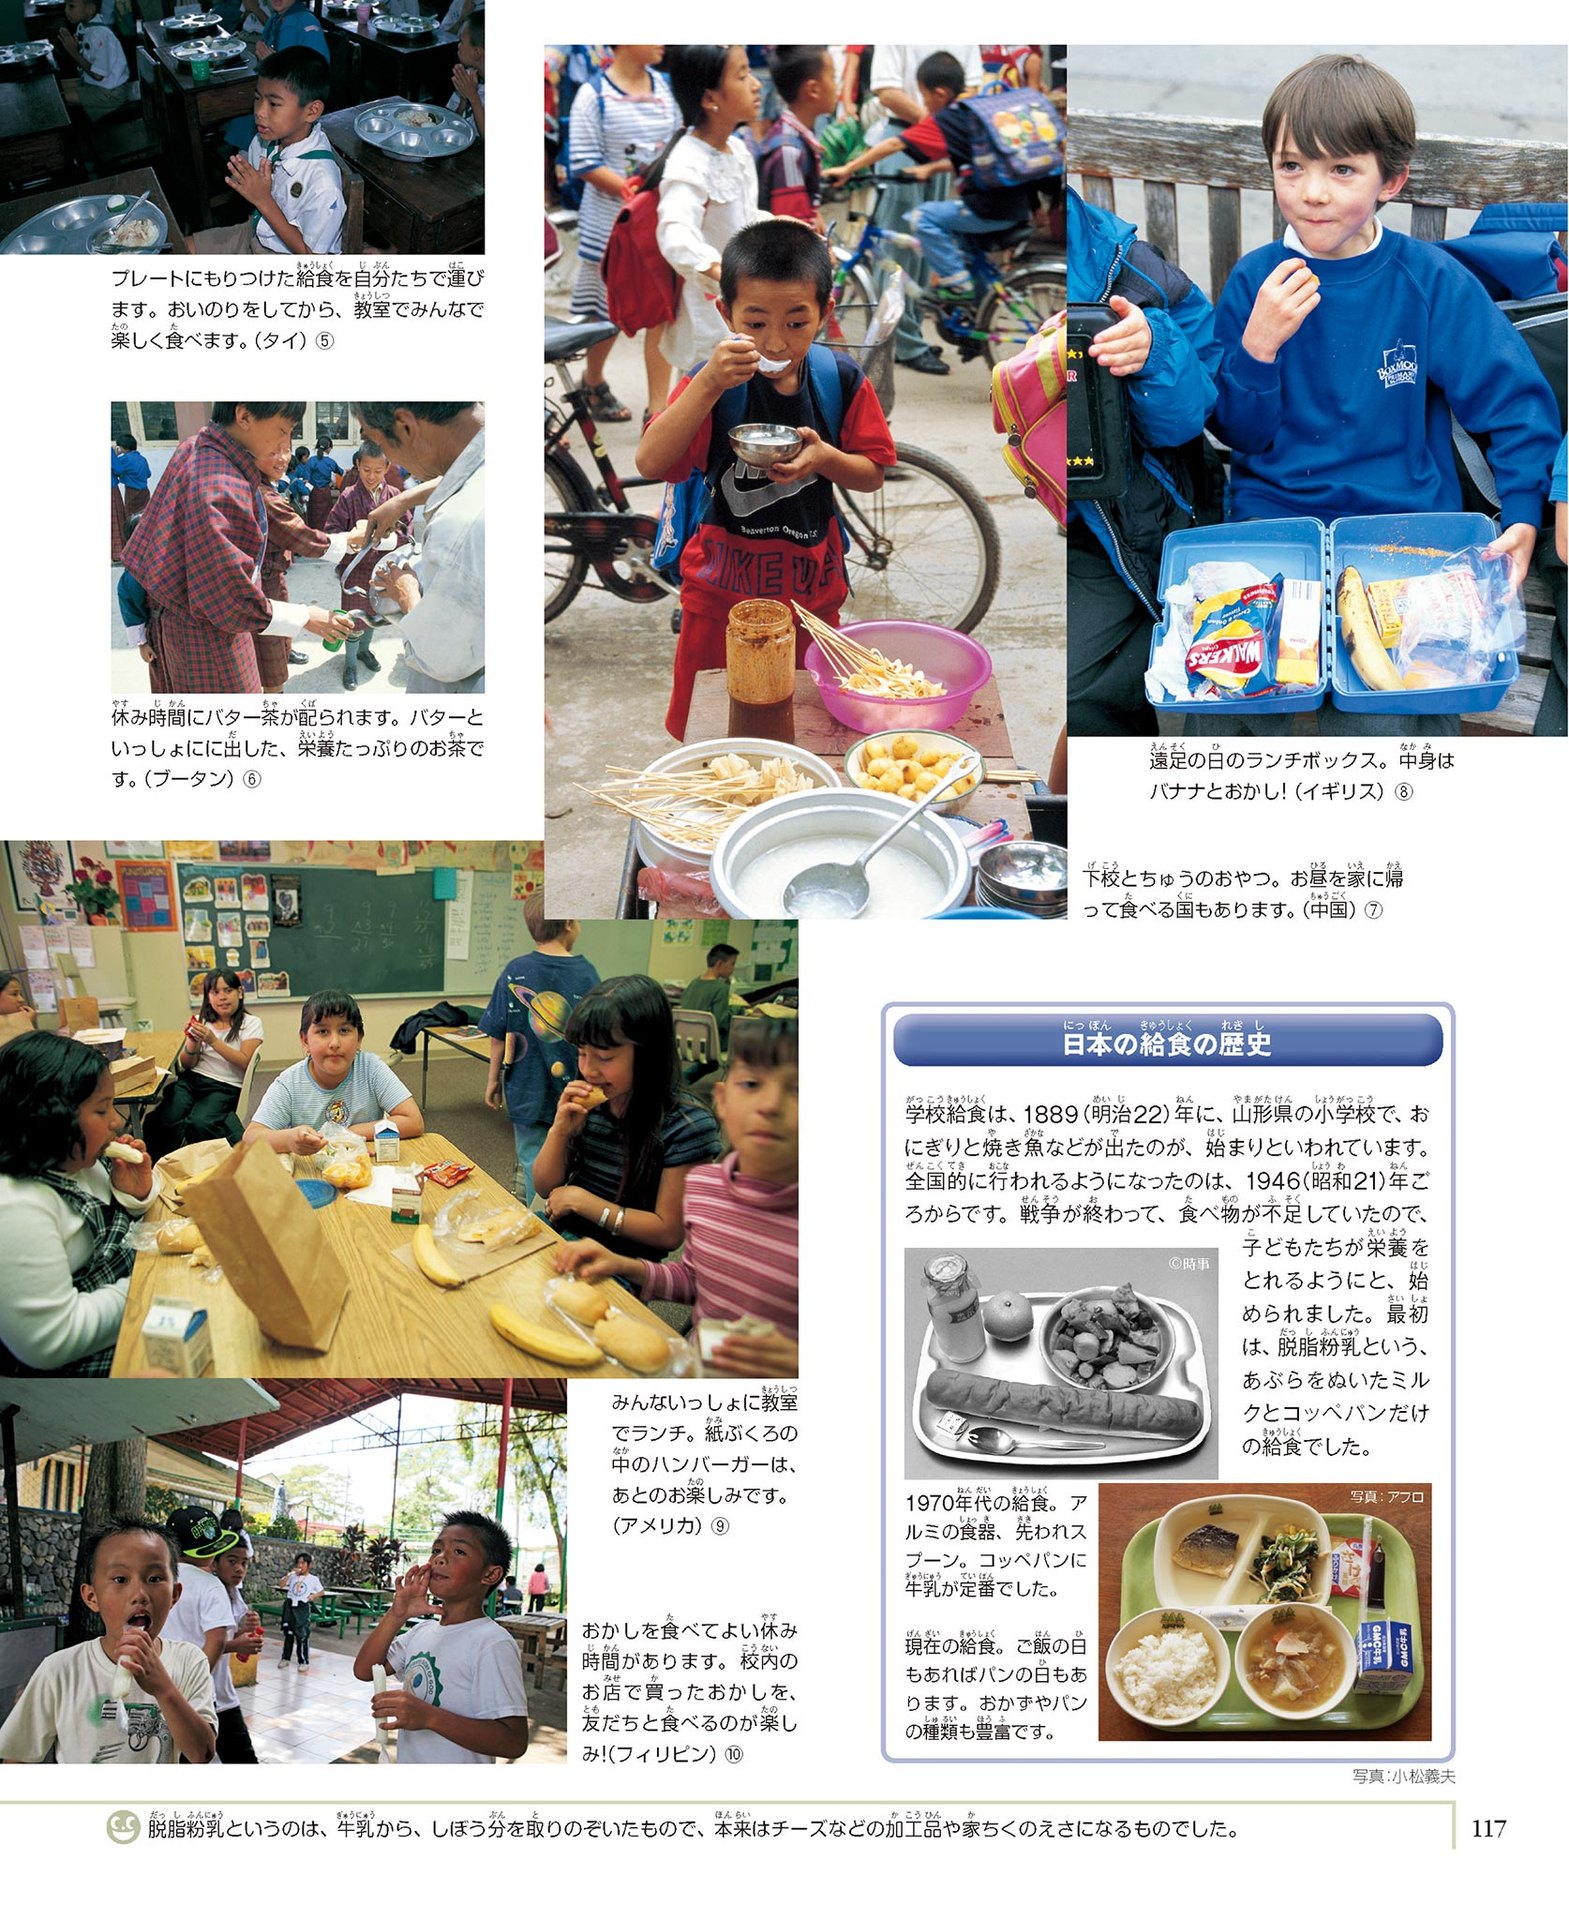 プレートにもりつけた給食を自分たちで運び
ます。おいのりをしてから、教室でみんなで
楽しく食べます。（タイ）⑤
休み時間にバター茶が配られます。バターと
いっしょにに出した、栄養たっぷりのお茶で
す。（ブータン）⑥
Beaverton Oregon U.S.
NIKE
BOXMOOR
PRIMARY
SCHOOL
WALKERS
Cheese & Onion
Flavour
遠足の日のランチボックス。中身は
バナナとおかし！（イギリス）⑧
下校とちゅうのおやつ。お昼を家に帰
って食べる国もあります。（中国）⑦
PUNCTUATION
みんないっしょに教室
でランチ。紙ぶくろの
中のハンバーガーは、
あとのお楽しみです。
（アメリカ）⑨
おかしを食べてよい休み
時間があります。校内の
お店で買ったおかしを、
友だちと食べるのが楽し
み！（フィリピン）⑩
日本の給食の歴史
学校給食は、1889（明治22）年に、山形県の小学校で、お
にぎりと焼き魚などが出たのが、始まりといわれています。
全国的に行われるようになったのは、1946（昭和21）年ご
ろからです。戦争が終わって、食べ物が不足していたので、
子どもたちが栄養を
とれるようにと、始
められました。最初
は、脱脂粉乳という、
あぶらをぬいたミル
クとコッペパンだけ
の給食でした。
©時事
1970年代の給食。ア
ルミの食器、先われス
プーン。コッペパンに
牛乳が定番でした。
写真：アフロ
GMC牛乳
現在の給食。ご飯の日
もあればパンの日もあ
ります。おかずやパン
の種類も豊富です。
写真：小松義夫
脱脂粉乳というのは、牛乳から、しぼう分を取りのぞいたもので、本来はチーズなどの加工品や家ちくのえさになるものでした。
117